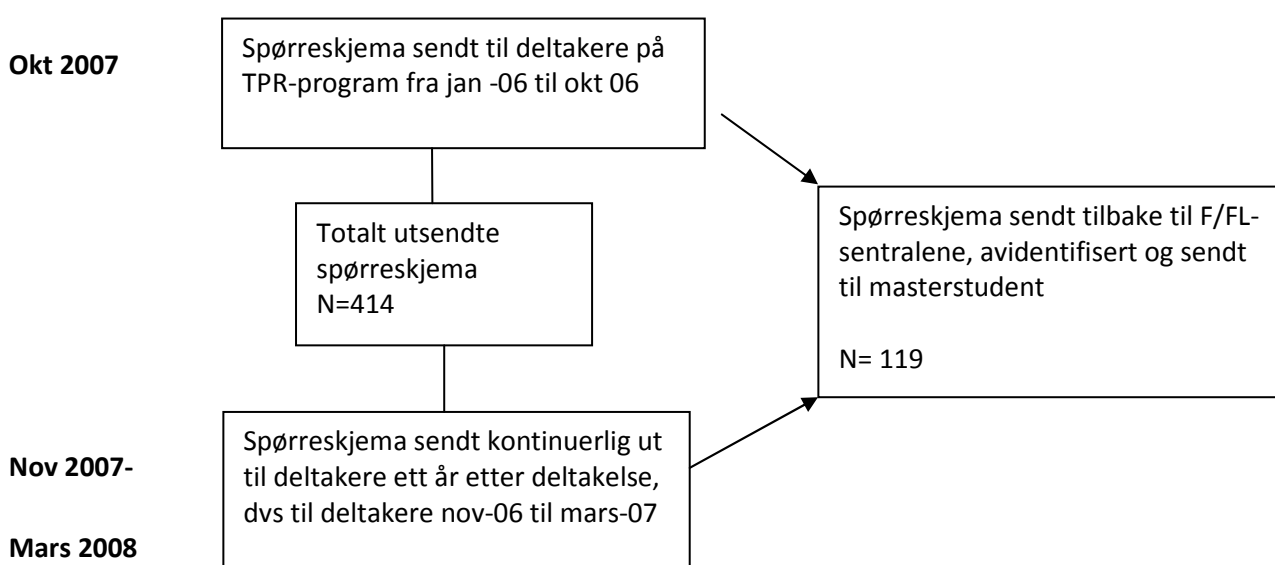 Okt 2007
Spørreskjema sendt til deltakere på
TPR-program fra jan -06 til okt 06
Totalt utsendte
spørreskjema
N=414
Spørreskjema sendt tilbake til F/FL-
sentralene, avidentifisert og sendt
til masterstudent
N= 119
Nov 2007-
Mars 2008
Spørreskjema sendt kontinuerlig ut
til deltakere ett år etter deltakelse,
dvs til deltakere nov-06 til mars-07